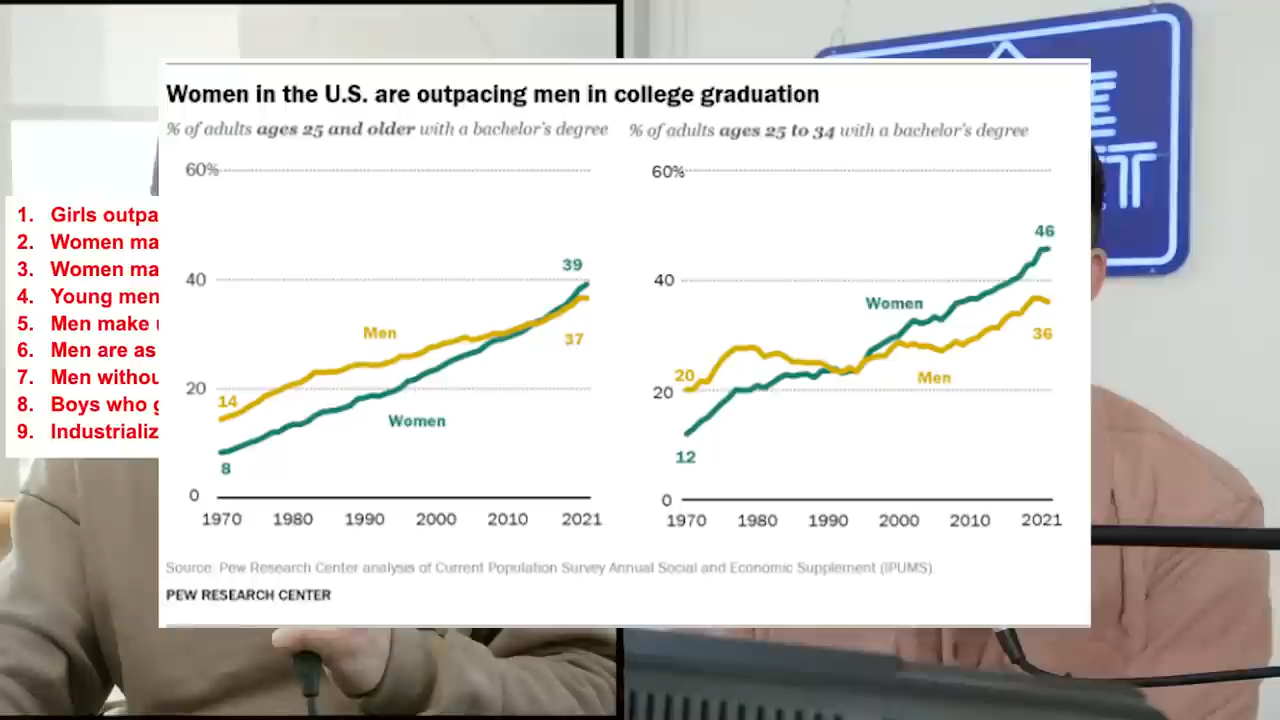 Women in the U.S. are outpacing men in college graduation
% of adults ages 25 and older with a bachelor's degree
60%
40
20
0
39
37
Men
Women
14
8
1970 1980 1990 2000 2010 2021
% of adults ages 25 to 34 with a bachelor's degree
60%
40
20
0
46
36
Women
Men
20
12
1970 1980 1990 2000 2010 2021
Source: Pew Research Center analysis of Current Population Survey Annual Social and Economic Supplement (IPUMS).
PEW RESEARCH CENTER
1. Girls outpa
2. Women ma
3. Women ma
4. Young men
5. Men make
6. Men are as
7. Men withou
8. Boys who g
9. Industrializ